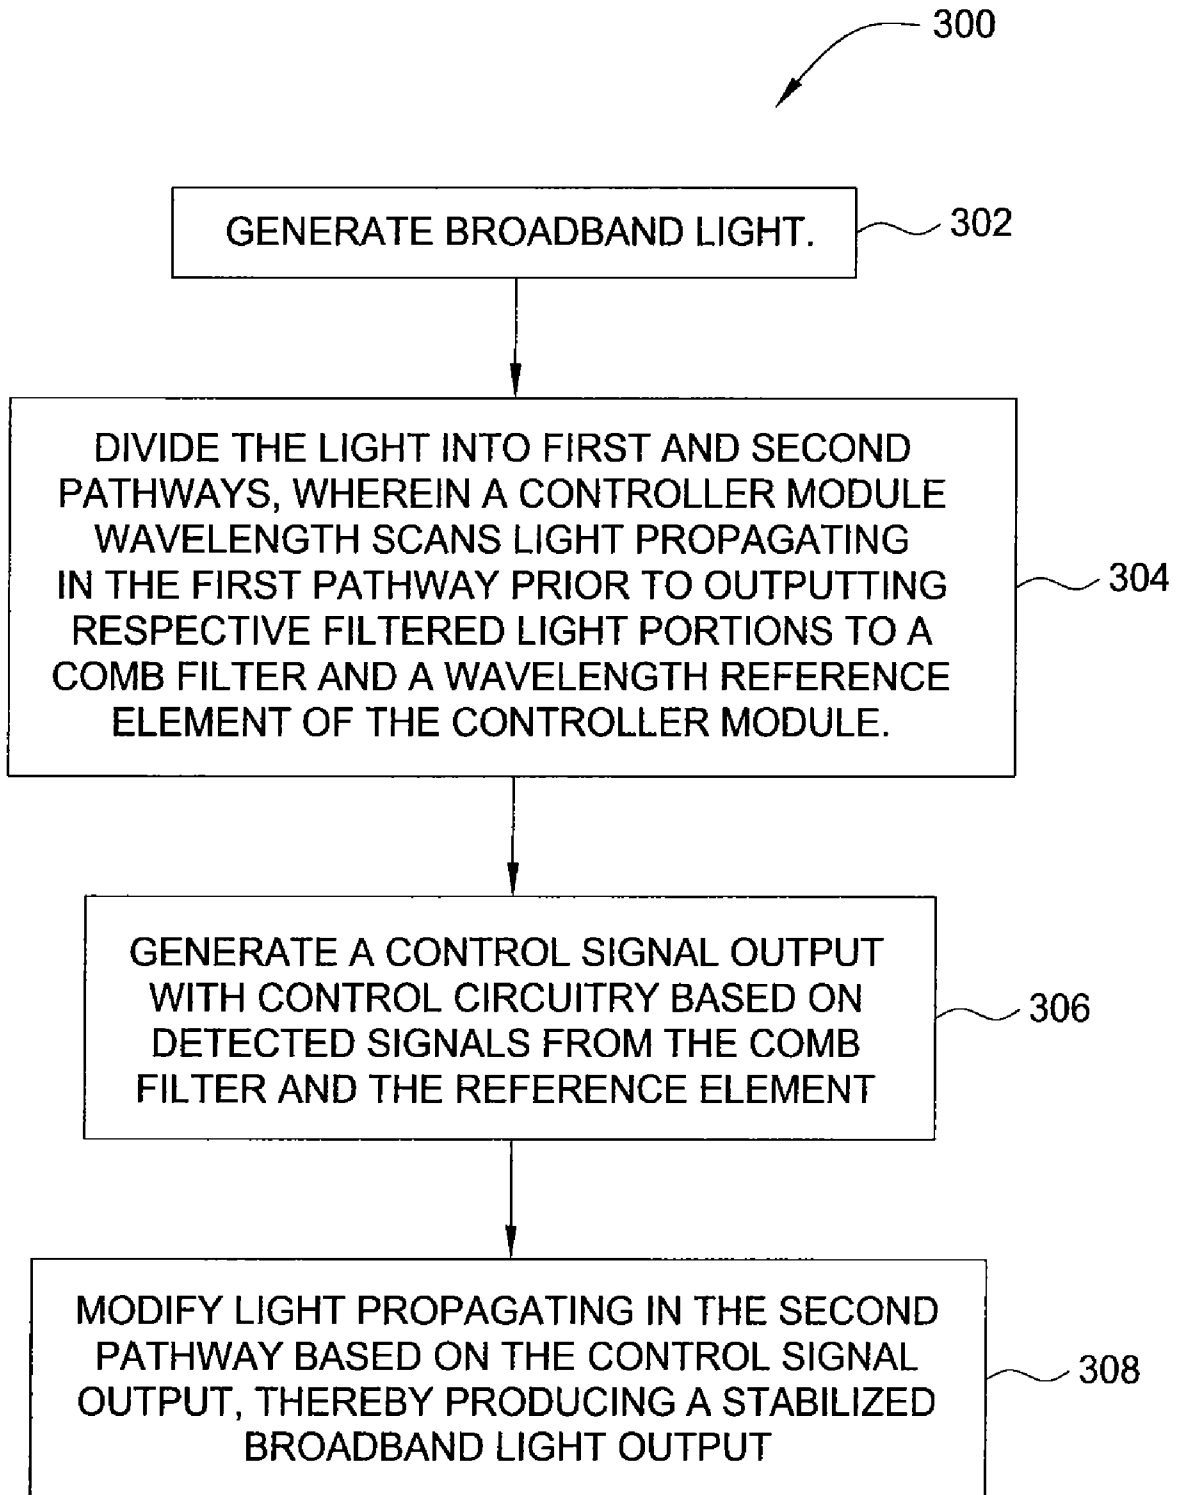 300
GENERATE BROADBAND LIGHT.
302
DIVIDE THE LIGHT INTO FIRST AND SECOND
PATHWAYS, WHEREIN A CONTROLLER MODULE
WAVELENGTH SCANS LIGHT PROPAGATING
IN THE FIRST PATHWAY PRIOR TO OUTPUTTING
RESPECTIVE FILTERED LIGHT PORTIONS TO A
COMB FILTER AND A WAVELENGTH REFERENCE
ELEMENT OF THE CONTROLLER MODULE.
304
GENERATE A CONTROL SIGNAL OUTPUT
WITH CONTROL CIRCUITRY BASED ON
DETECTED SIGNALS FROM THE COMB
FILTER AND THE REFERENCE ELEMENT
306
MODIFY LIGHT PROPAGATING IN THE SECOND
PATHWAY BASED ON THE CONTROL SIGNAL
OUTPUT, THEREBY PRODUCING A STABILIZED
BROADBAND LIGHT OUTPUT
308